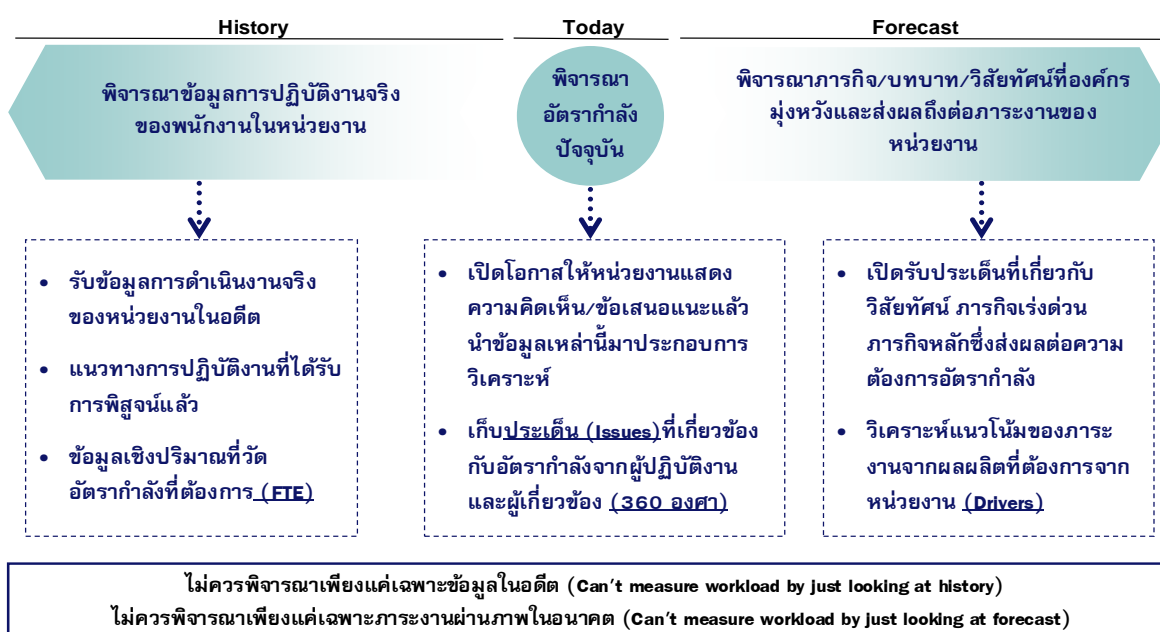 History
Today
Forecast
พิจารณาข้อมูลการปฏิบัติงานจริง
ของพนักงานในหน่วยงาน
พิจารณา
อัตรากำลัง
ปัจจุบัน
พิจารณาภารกิจ/บทบาท/วิสัยทัศน์ที่องค์กร
มุ่งหวังและส่งผลถึงต่อภาระงานของ
หน่วยงาน
• รับข้อมูลการดำเนินงานจริง
ของหน่วยงานในอดีต
• แนวทางการปฏิบัติงานที่ได้รับ
การพิสูจน์แล้ว
• ข้อมูลเชิงปริมาณที่วัด
อัตรากำลังที่ต้องการ (FTE)
• เปิดโอกาสให้หน่วยงานแสดง
ความคิดเห็น/ข้อเสนอแนะแล้ว
นำข้อมูลเหล่านี้มาประกอบการ
วิเคราะห์
• เก็บประเด็น (Issues)ที่เกี่ยวข้อง
กับอัตรากำลังจากผู้ปฏิบัติงาน
และผู้เกี่ยวข้อง (360 องศา)
• เปิดรับประเด็นที่เกี่ยวกับ
วิสัยทัศน์ ภารกิจเร่งด่วน
ภารกิจหลักซึ่งส่งผลต่อความ
ต้องการอัตรากำลัง
• วิเคราะห์แนวโน้มของภาระ
งานจากผลผลิตที่ต้องการจาก
หน่วยงาน (Drivers)
ไม่ควรพิจารณาเพียงแค่เฉพาะข้อมูลในอดีต (Can't measure workload by just looking at history)
ไม่ควรพิจารณาเพียงแค่เฉพาะภาระงานผ่านภาพในอนาคต (Can't measure workload by just looking at forecast)